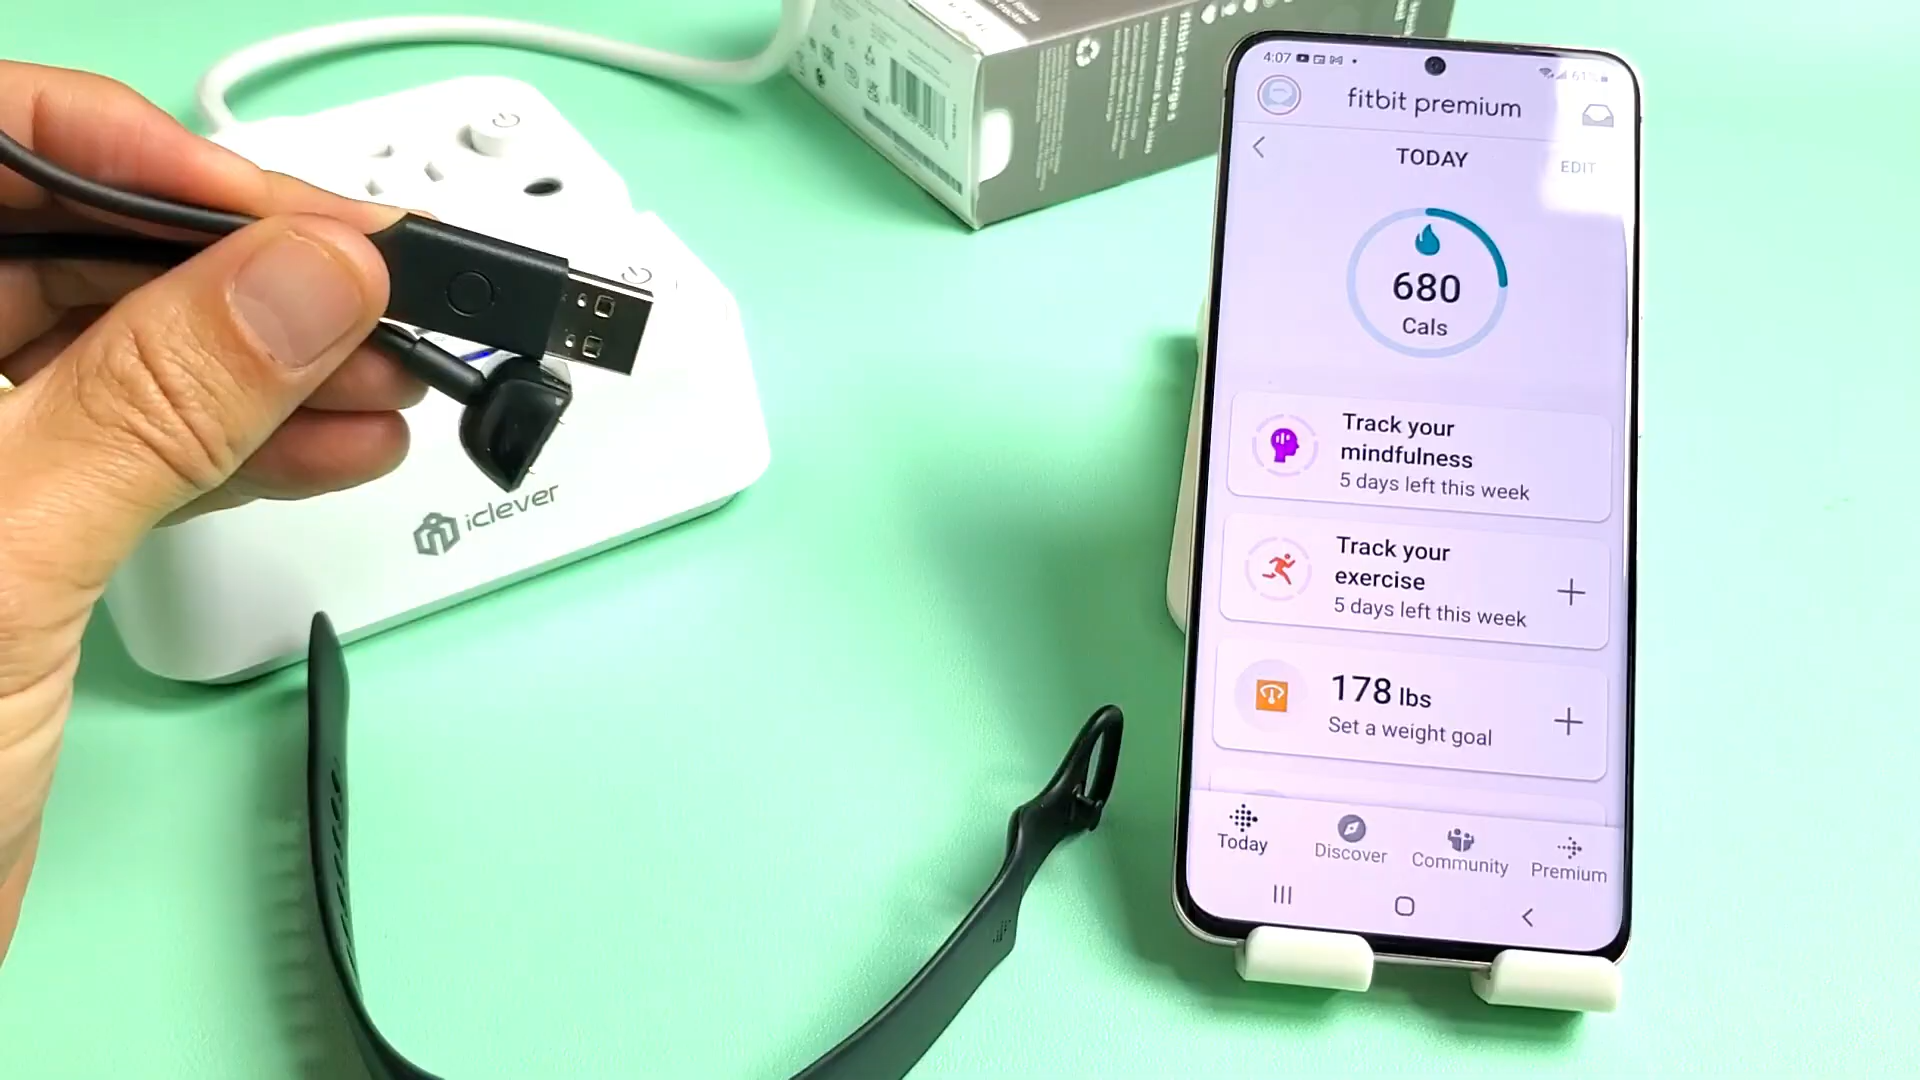 fitbit charge
iclever
4:07
61%
fitbit premium
TODAY
EDIT
680
Cals
Track your
mindfulness
5 days left this week
Track your
exercise
5 days left this week
178 lbs
Set a weight goal
Today
Discover
Community
Premium